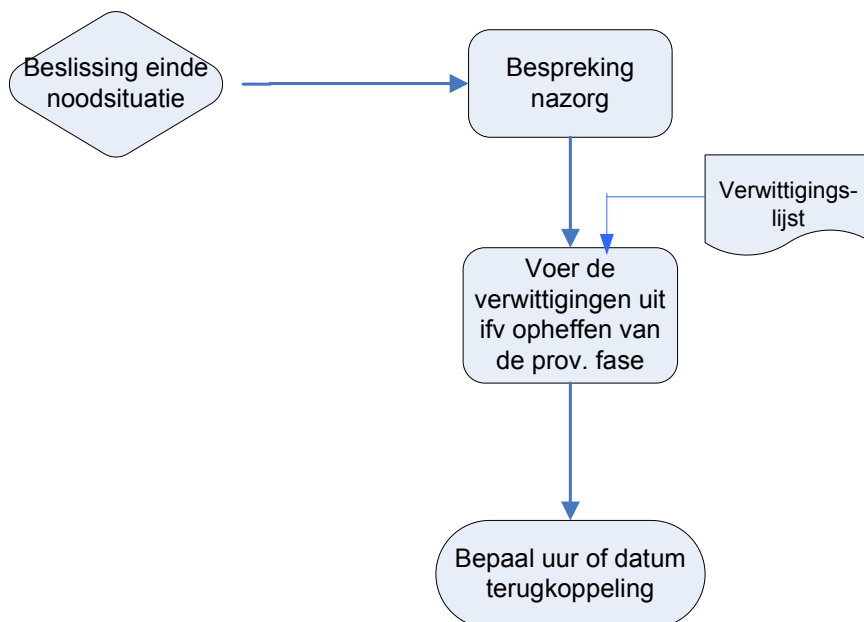 Beslissing einde
noodsituatie
Bespreking
nazorg
Verwittigings-
lijst
Voer de
verwittigingen uit
ifv opheffen van
de prov. fase
Bepaal uur of datum
terugkoppeling